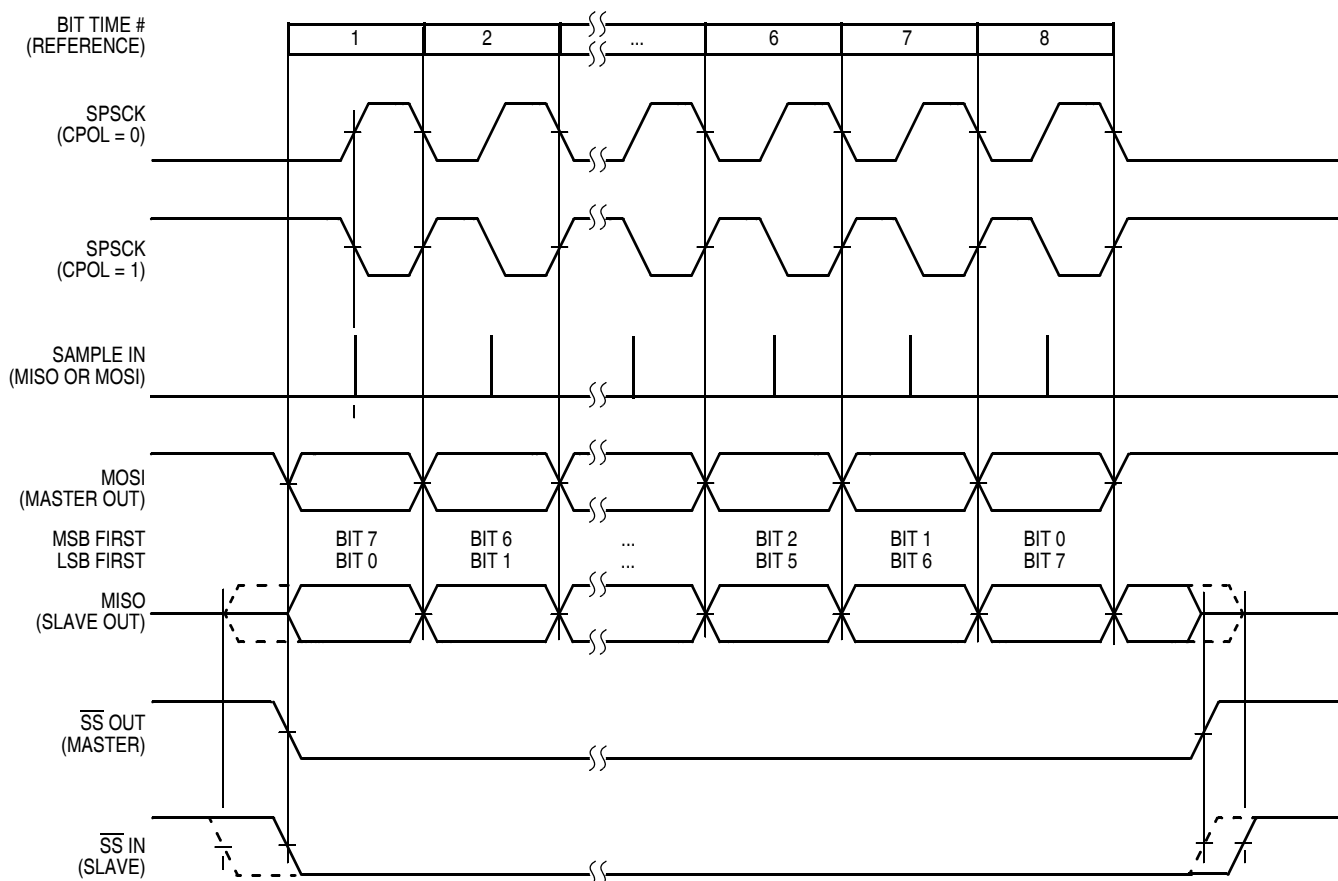 BIT TIME #
(REFERENCE)
1 2 ... 6 7 8
SPSCK
(CPOL = 0)
SPSCK
(CPOL = 1)
SAMPLE IN
(MISO OR MOSI)
MOSI
(MASTER OUT)
MSB FIRST BIT 7 BIT 6 ... BIT 2 BIT 1 BIT 0
LSB FIRST BIT 0 BIT 1 ... BIT 5 BIT 6 BIT 7
MISO
(SLAVE OUT)
S̅S̅ OUT
(MASTER)
S̅S̅ IN
(SLAVE)